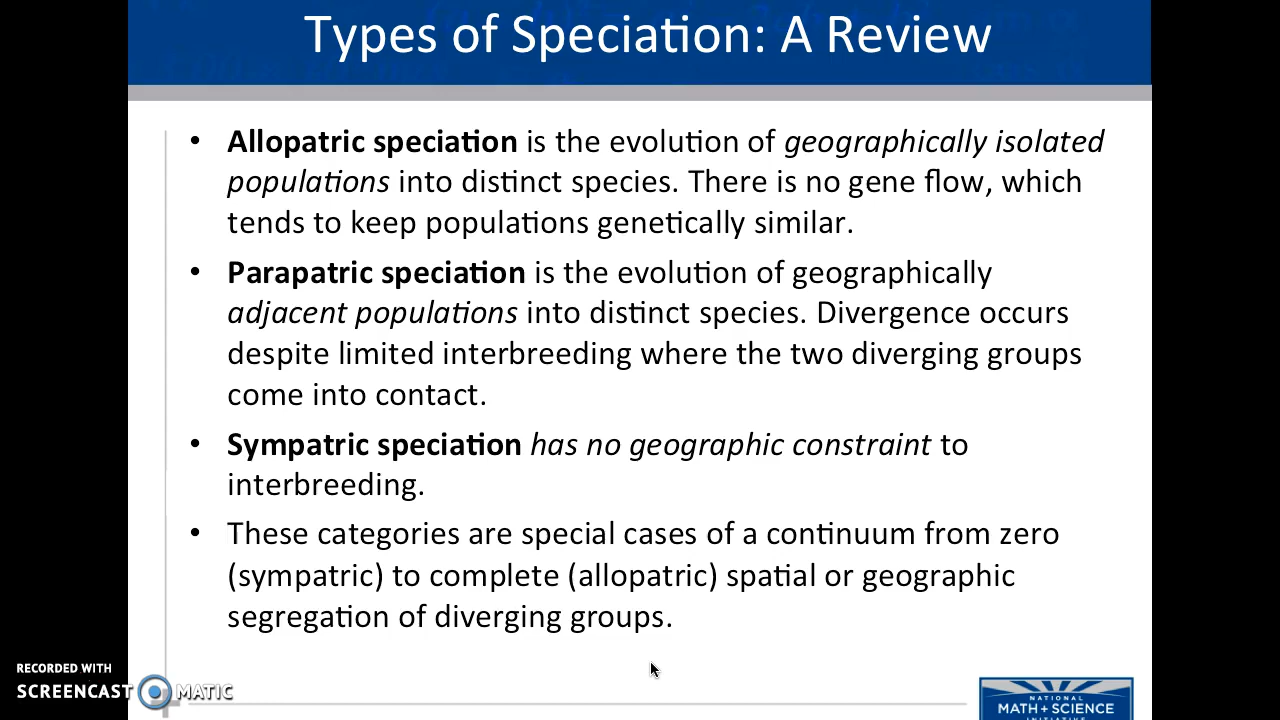 Types of Speciation: A Review
• Allopatric speciation is the evolution of geographically isolated
populations into distinct species. There is no gene flow, which
tends to keep populations genetically similar.
• Parapatric speciation is the evolution of geographically
adjacent populations into distinct species. Divergence occurs
despite limited interbreeding where the two diverging groups
come into contact.
• Sympatric speciation has no geographic constraint to
interbreeding.
• These categories are special cases of a continuum from zero
(sympatric) to complete (allopatric) spatial or geographic
segregation of diverging groups.
RECORDED WITH
SCREENCAST MATIC
NATIONAL
MATH + SCIENCE
INITIATIVE